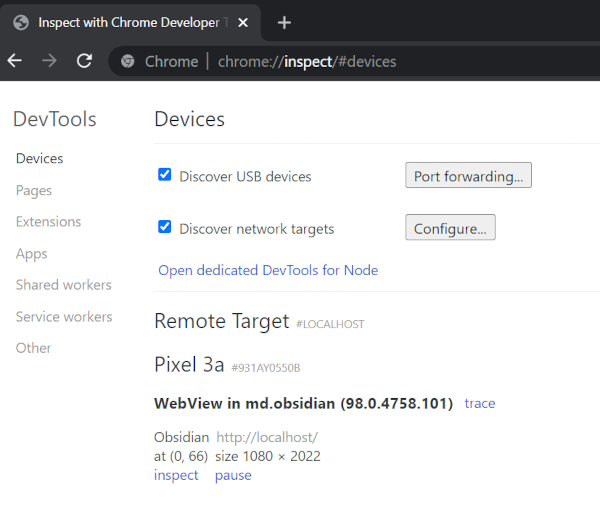 Inspect with Chrome Developer T
Chrome | chrome://inspect/#devices
DevTools
Devices
Pages
Extensions
Apps
Shared workers
Service workers
Other
Devices
Discover USB devices Port forwarding...
Discover network targets Configure...
Open dedicated DevTools for Node
Remote Target #LOCALHOST
Pixel 3a #931AY0550B
WebView in md.obsidian (98.0.4758.101) trace
Obsidian http://localhost/
at (0, 66) size 1080 × 2022
inspect pause